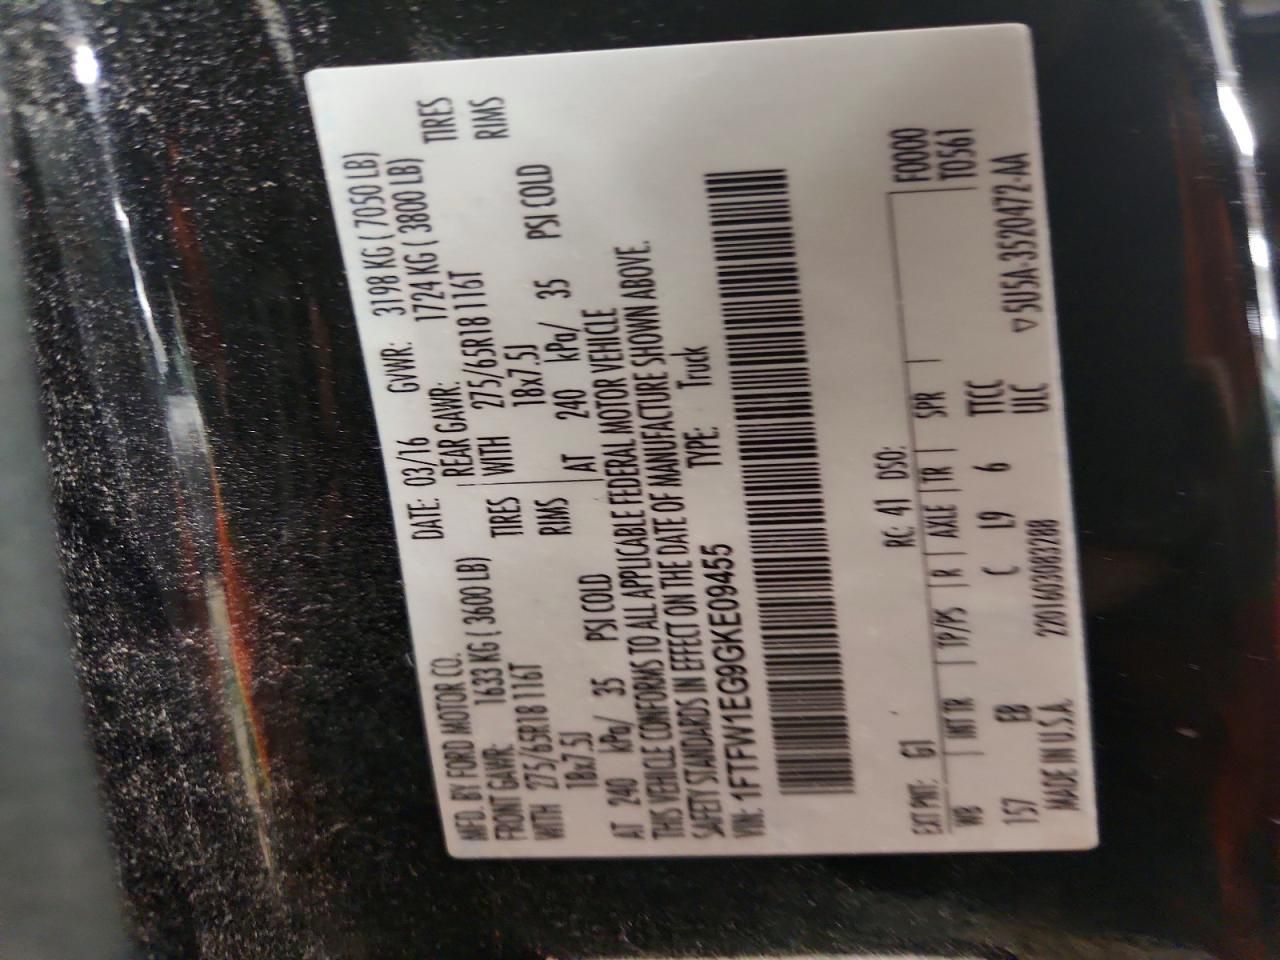 MFD. BY FORD MOTOR CO. DATE: 03/16 GVWR: 3198 KG ( 7050 LB)
FRONT GAWR: 1633 KG ( 3600 LB) REAR GAWR: 1724 KG ( 3800 LB)
WITH 275/65R18 116T TIRES WITH 275/65R18 116T TIRES
18x7.5J RIMS 18x7.5J RIMS
AT 240 kPa/ 35 PSI COLD AT 240 kPa/ 35 PSI COLD
THIS VEHICLE CONFORMS TO ALL APPLICABLE FEDERAL MOTOR VEHICLE
SAFETY STANDARDS IN EFFECT ON THE DATE OF MANUFACTURE SHOWN ABOVE.
VIN: 1FTFW1EG9GKE09455 TYPE: Truck
F0000
EXT PNT: G1 RC: 41 DSO: T0561
WB INT TR TP/PS R AXLE TR SPR
157 EB C L9 6 TTCC
MADE IN U.S.A. 220160308328B ULC ▽5U5A-3520472-AA